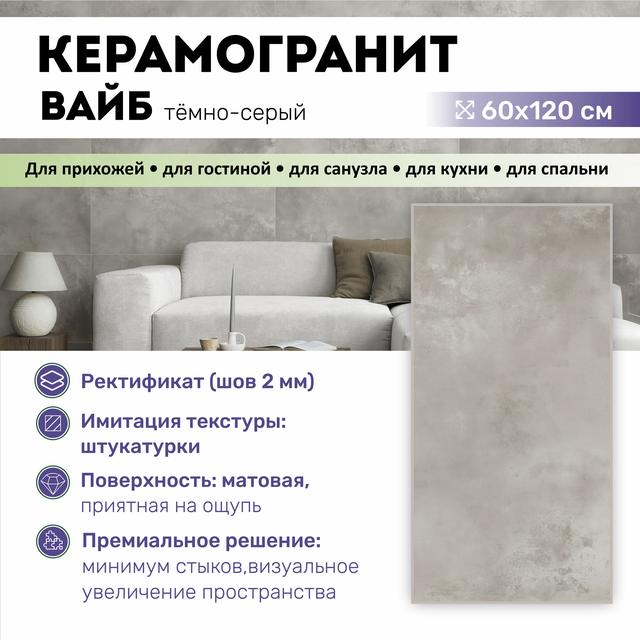 КЕРАМОГРАНИТ
ВАЙБ тёмно-серый
60x120 см
Для прихожей • для гостиной • для санузла • для кухни • для спальни
Ректификат (шов 2 мм)
Имитация текстуры:
штукатурки
Поверхность: матовая,
приятная на ощупь
Премиальное решение:
минимум стыков,визуальное
увеличение пространства